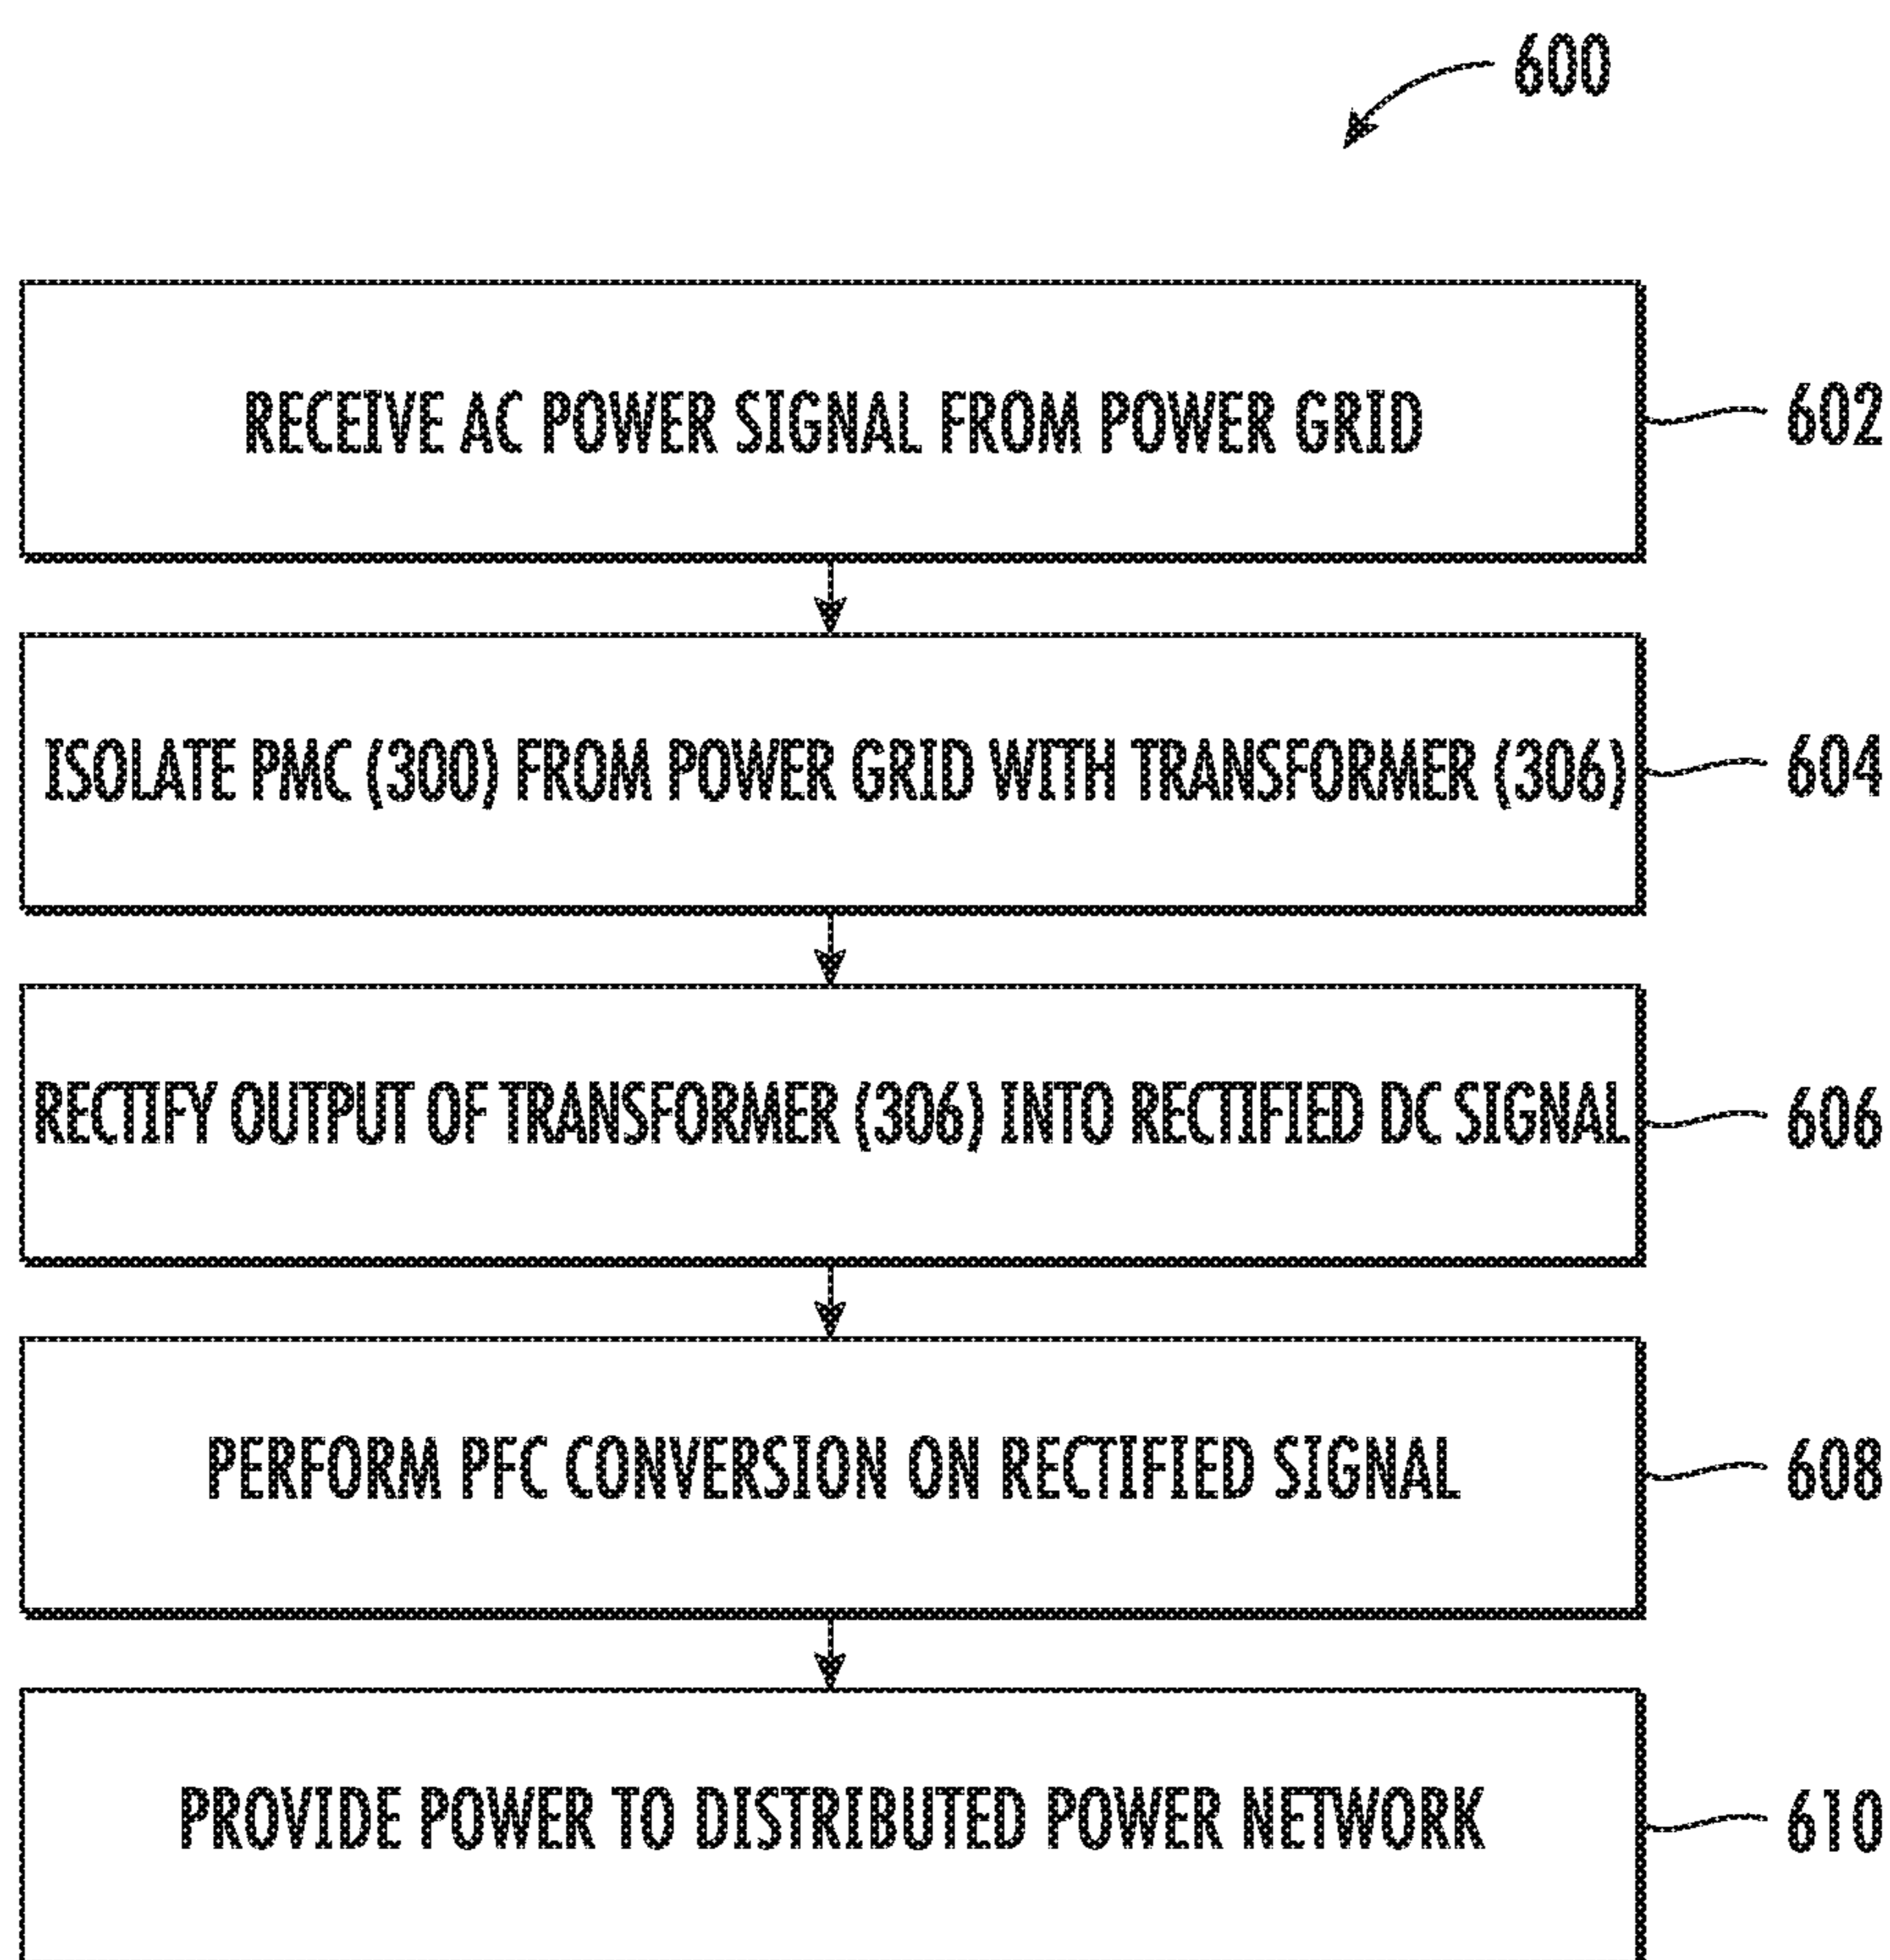 600
RECEIVE AC POWER SIGNAL FROM POWER GRID
602
ISOLATE PMC (300) FROM POWER GRID WITH TRANSFORMER (306)
604
RECTIFY OUTPUT OF TRANSFORMER (306) INTO RECTIFIED DC SIGNAL
606
PERFORM PFC CONVERSION ON RECTIFIED SIGNAL
608
PROVIDE POWER TO DISTRIBUTED POWER NETWORK
610